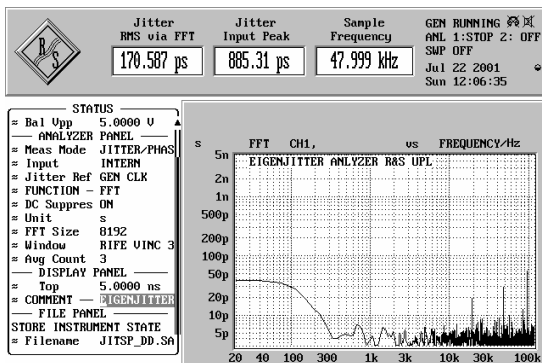 R S
Jitter
RMS via FFT
170.587 ps
Jitter
Input Peak
885.31 ps
Sample
Frequency
47.999 kHz
GEN RUNNING
ANL 1:STOP 2: OFF
SWP OFF
Jul 22 2001
Sun 12:06:35
STATUS
≈ Bal Vpp 5.0000 V
ANALYZER
PANEL
≈ Meas Mode JITTER/PHAS
≈ Input INTERN
≈ Jitter Ref GEN CLK
≈ FUNCTION - FFT
≈ DC Suppres ON
≈ Unit s
≈ FFT Size 8192
≈ Window RIFE VINC 3
≈ Avg Count 3
DISPLAY PANEL
≈ Top 5.0000 ns
≈ COMMENT — EIGENJITTER
FILE PANEL
STORE INSTRUMENT STATE
≈ Filename JITSP_DD.SA
s FFT CH1, vs FREQUENCY/Hz
EIGENJITTER ANLYZER R&S UPL
5n
2n
1n
500p
200p
100p
50p
20p
10p
5p
20 40 100 300 1k 3k 10k 30k 100k